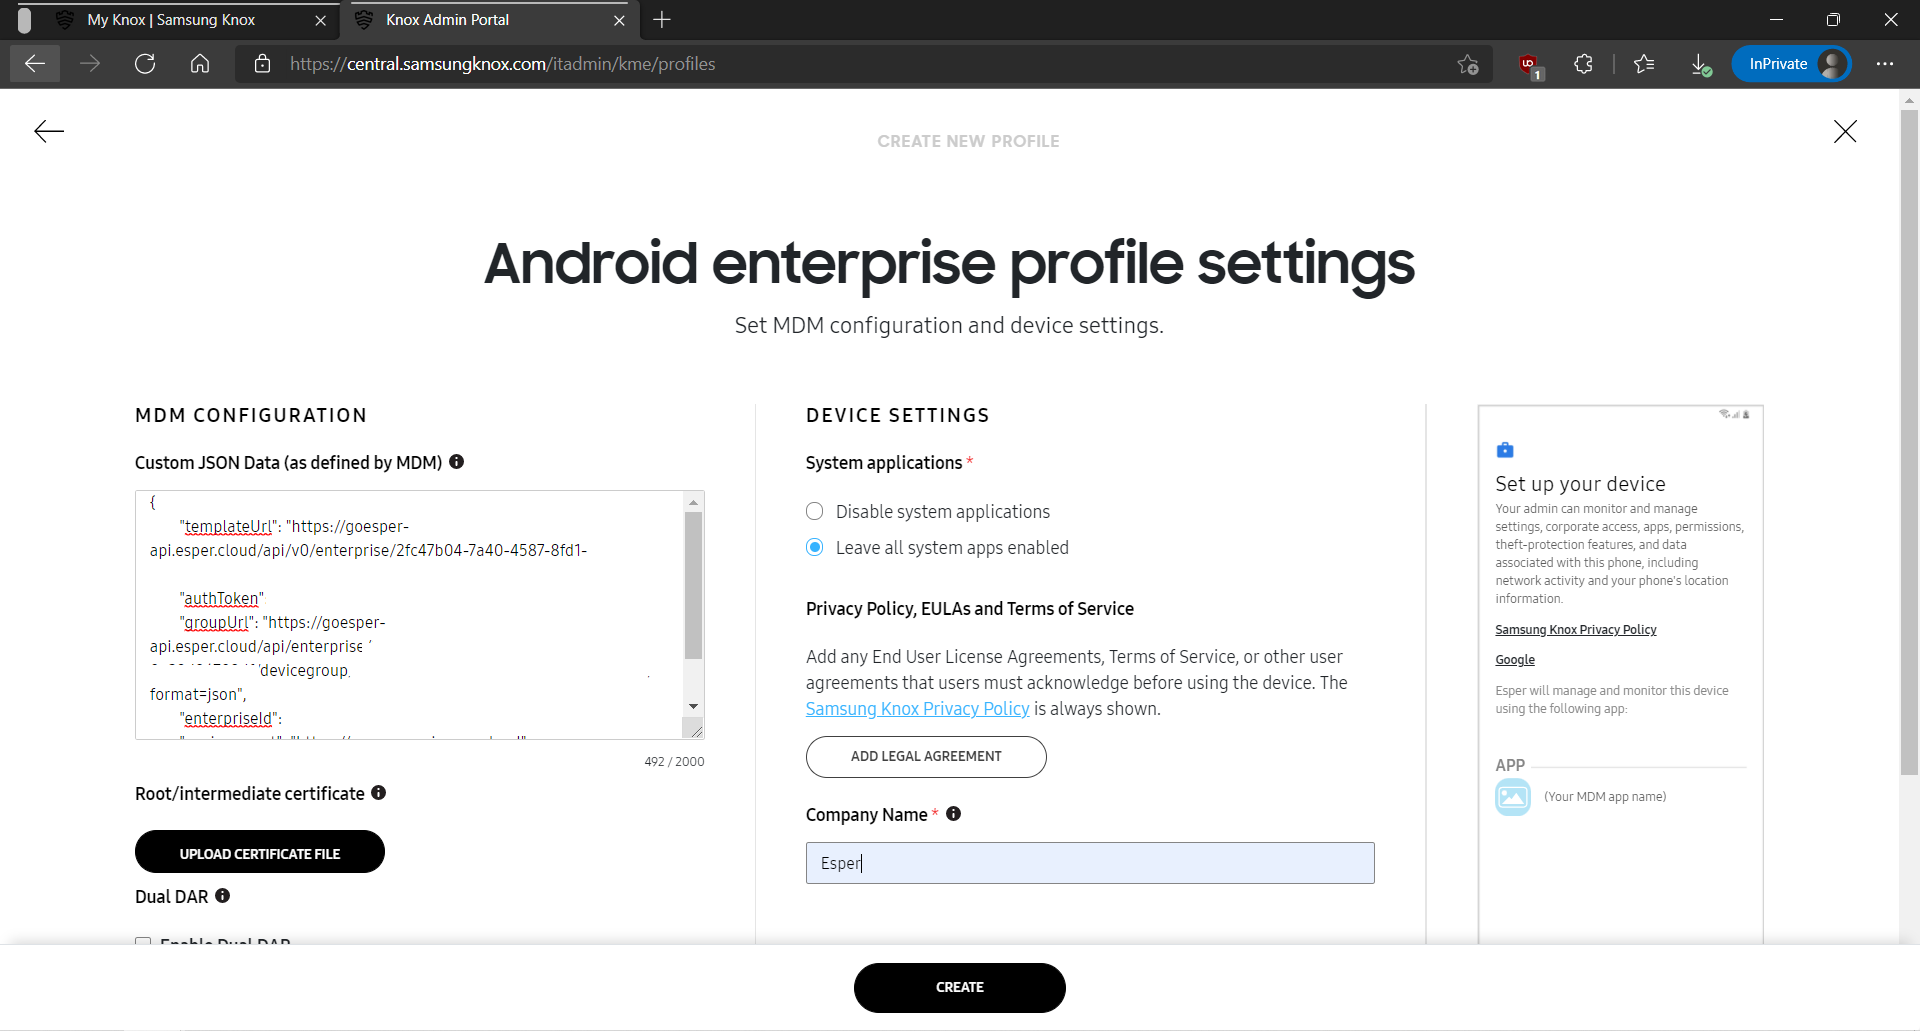 My Knox | Samsung Knox
Knox Admin Portal
https://central.samsungknox.com/itadmin/kme/profiles
1
InPrivate
CREATE NEW PROFILE
Android enterprise profile settings
Set MDM configuration and device settings.
MDM CONFIGURATION
Custom JSON Data (as defined by MDM)
{
"templateUrl": "https://goesper-
api.esper.cloud/api/v0/enterprise/2fc47b04-7a40-4587-8fd1-
"authToken"
"groupUrl": "https://goesper-
api.esper.cloud/api/enterprise
devicegroup
format=json",
"enterpriseId":
492 / 2000
Root/intermediate certificate
UPLOAD CERTIFICATE FILE
Dual DAR
Enable Dual DAR
DEVICE SETTINGS
System applications *
Disable system applications
Leave all system apps enabled
Privacy Policy, EULAs and Terms of Service
Add any End User License Agreements, Terms of Service, or other user
agreements that users must acknowledge before using the device. The
Samsung Knox Privacy Policy is always shown.
ADD LEGAL AGREEMENT
Company Name *
Esper
Set up your device
Your admin can monitor and manage
settings, corporate access, apps, permissions,
theft-protection features, and data
associated with this phone, including
network activity and your phone's location
information.
Samsung Knox Privacy Policy
Google
Esper will manage and monitor this device
using the following app:
APP
(Your MDM app name)
CREATE